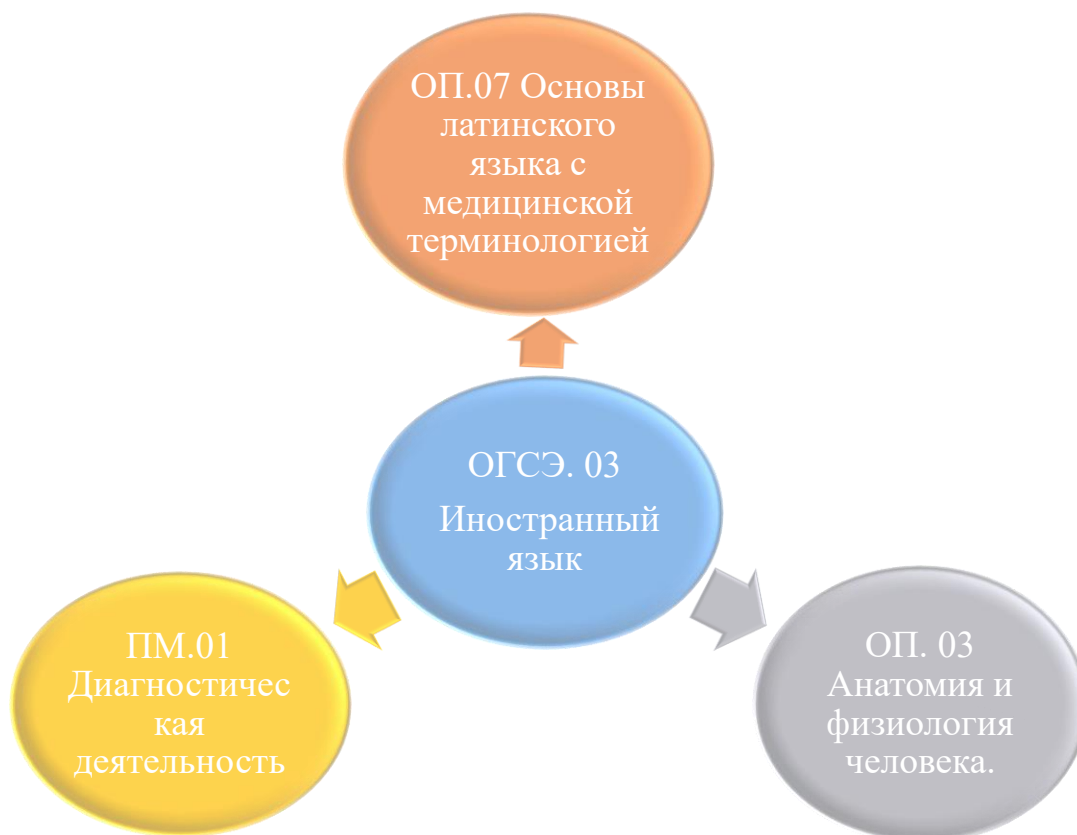 ОП.07 Основы
латинского
языка с
медицинской
терминологией
ОГСЭ. 03
Иностранный
язык
ПМ.01
Диагностичес
кая
деятельность
ОП. 03
Анатомия и
физиология
человека.